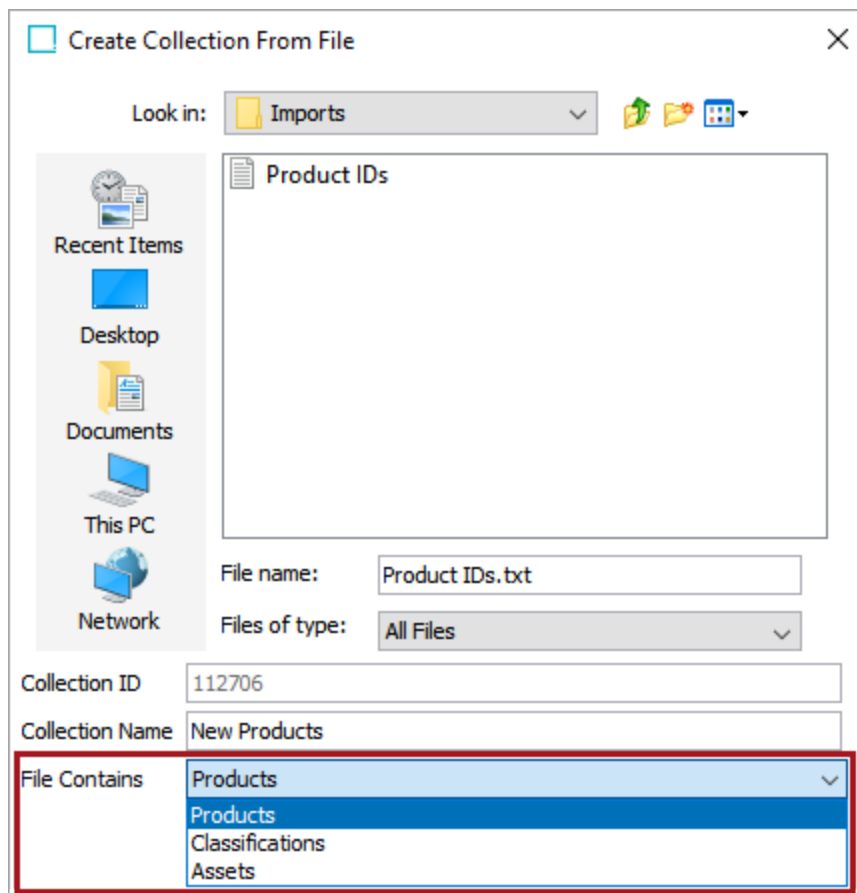 Create Collection From File
Look in: Imports
Product IDs
Recent Items
Desktop
Documents
This PC
Network
File name: Product IDs.txt
Files of type: All Files
Collection ID 112706
Collection Name New Products
File Contains Products
Products
Classifications
Assets